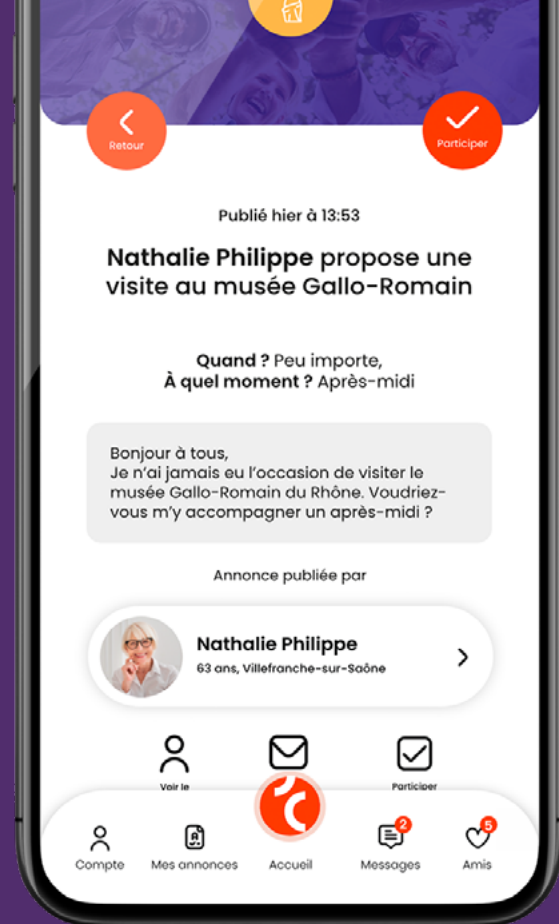 Retour
Participer
Publié hier à 13:53
Nathalie Philippe propose une
visite au musée Gallo-Romain
Quand ? Peu importe,
À quel moment ? Après-midi
Bonjour à tous,
Je n'ai jamais eu l'occasion de visiter le
musée Gallo-Romain du Rhône. Voudriez-
vous m'y accompagner un après-midi ?
Annonce publiée par
Nathalie Philippe
63 ans, Villefranche-sur-Saône
Voir le
Participer
2
5
Compte
Mes annonces
Accueil
Messages
Amis